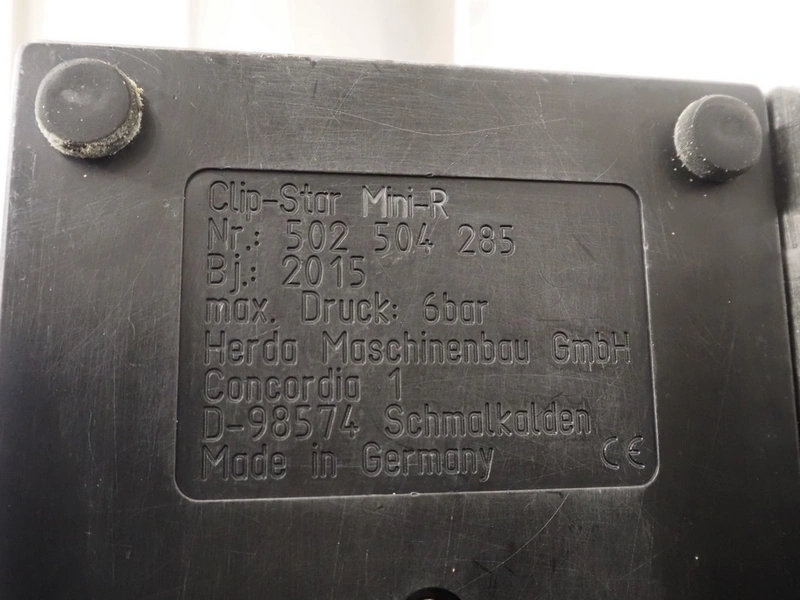 Clip-Star Mini-R
Nr.: 502 504 285
Bj.: 2015
max. Druck: 6bar
Herda Maschinenbau GmbH
Concordia 1
D-98574 Schmalkalden
Made in Germany CE